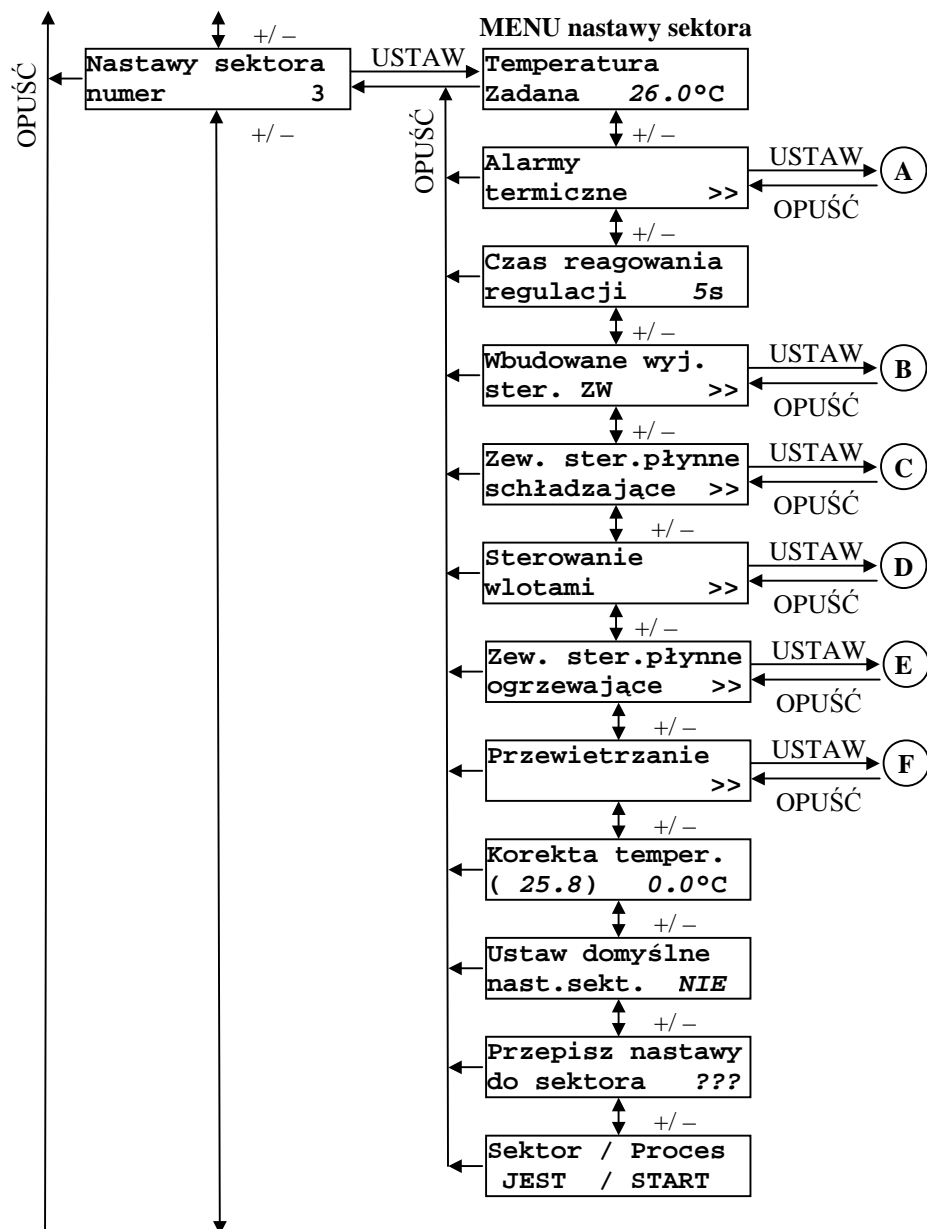 MENU nastawy sektora
OPUŚĆ
+/–
Nastawy sektora
numer 3
+/–
USTAW
OPUŚĆ
Temperatura
Zadana 26.0°C
+/–
Alarmy
termiczne >>
USTAW
OPUŚĆ
A
+/–
Czas reagowania
regulacji 5s
+/–
Wbudowane wyj.
ster. ZW >>
USTAW
OPUŚĆ
B
+/–
Zew. ster.płynne
schładzające >>
USTAW
OPUŚĆ
C
+/–
Sterowanie
wlotami >>
USTAW
OPUŚĆ
D
+/–
Zew. ster.płynne
ogrzewające >>
USTAW
OPUŚĆ
E
+/–
Przewietrzanie
>>
USTAW
OPUŚĆ
F
+/–
Korekta temper.
( 25.8) 0.0°C
+/–
Ustaw domyślne
nast.sekt. NIE
+/–
Przepisz nastawy
do sektora ???
+/–
Sektor / Proces
JEST / START